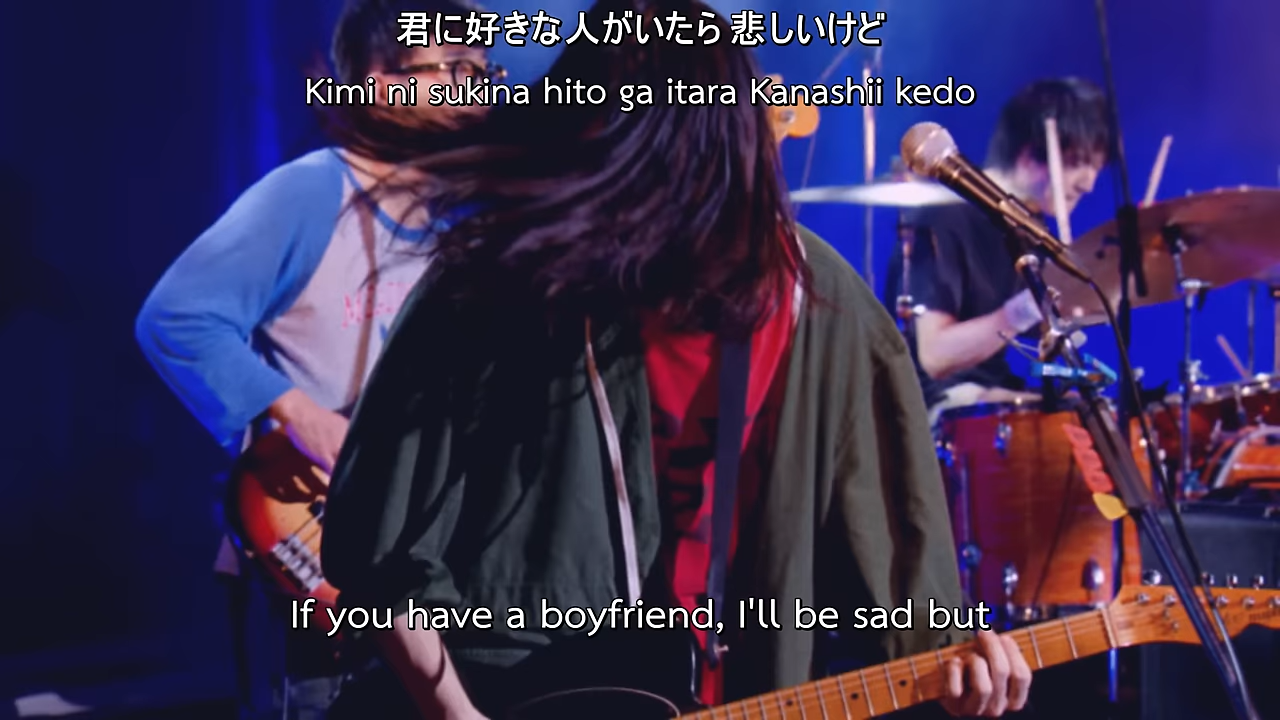 君に好きな人がいたら 悲しいけど
Kimi ni sukina hito ga itara Kanashii kedo
If you have a boyfriend, I'll be sad but